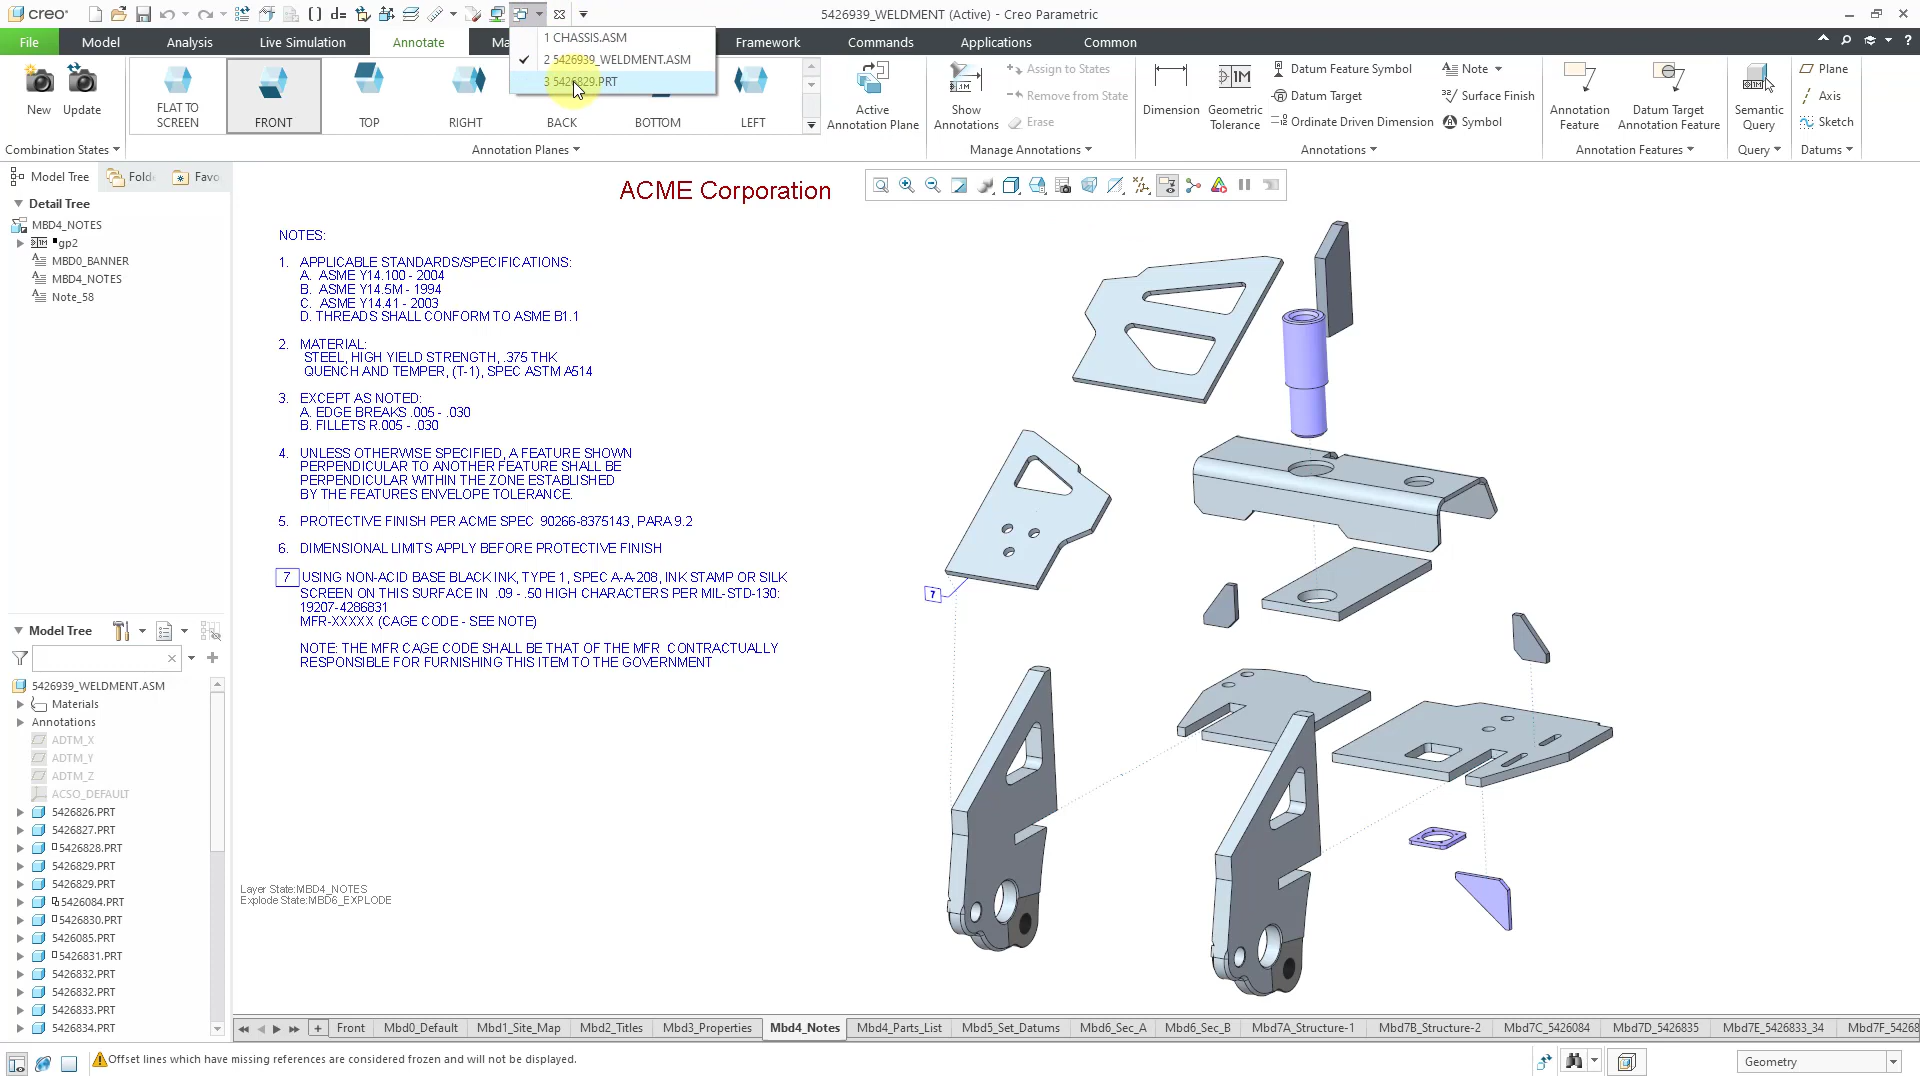 creo
5426939_WELDMENT (Active) - Creo Parametric
File
Model
Analysis
Live Simulation
Annotate
Ma
Framework
Commands
Applications
Common
1 CHASSIS.ASM
2 5426939_WELDMENT.ASM
3 5426829.PRT
New
Update
FLAT TO
SCREEN
FRONT
TOP
RIGHT
BACK
BOTTOM
LEFT
Active
Annotation Plane
Show
Annotations
Assign to States
Remove from State
Erase
Dimension
Geometric
Tolerance
Datum Feature Symbol
Datum Target
Ordinate Driven Dimension
Note
Surface Finish
Symbol
Annotation
Feature
Datum Target
Annotation Feature
Semantic
Query
Plane
Axis
Sketch
Combination States
Annotation Planes
Manage Annotations
Annotations
Annotation Features
Query
Datums
Model Tree
Fold
Favo
Detail Tree
MBD4_NOTES
gp2
MBD0_BANNER
MBD4_NOTES
Note_58
ACME Corporation
NOTES:
1. APPLICABLE STANDARDS/SPECIFICATIONS:
A. ASME Y14.100 - 2004
B. ASME Y14.5M - 1994
C. ASME Y14.41 - 2003
D. THREADS SHALL CONFORM TO ASME B1.1
2. MATERIAL:
STEEL, HIGH YIELD STRENGTH, .375 THK
QUENCH AND TEMPER, (T-1), SPEC ASTM A514
3. EXCEPT AS NOTED:
A. EDGE BREAKS .005 - .030
B. FILLETS R.005 - .030
4. UNLESS OTHERWISE SPECIFIED, A FEATURE SHOWN
PERPENDICULAR TO ANOTHER FEATURE SHALL BE
PERPENDICULAR WITHIN THE ZONE ESTABLISHED
BY THE FEATURES ENVELOPE TOLERANCE.
5. PROTECTIVE FINISH PER ACME SPEC 90266-8375143, PARA 9.2
6. DIMENSIONAL LIMITS APPLY BEFORE PROTECTIVE FINISH
7 USING NON-ACID BASE BLACK INK, TYPE 1, SPEC A-A-208, INK STAMP OR SILK
SCREEN ON THIS SURFACE IN .09 - .50 HIGH CHARACTERS PER MIL-STD-130:
19207-4286831
MFR-XXXXX (CAGE CODE - SEE NOTE)
NOTE: THE MFR CAGE CODE SHALL BE THAT OF THE MFR CONTRACTUALLY
RESPONSIBLE FOR FURNISHING THIS ITEM TO THE GOVERNMENT
7
Layer State:MBD4_NOTES
Explode State:MBD6_EXPLODE
Model Tree
5426939_WELDMENT.ASM
Materials
Annotations
ADTM_X
ADTM_Y
ADTM_Z
ACSO_DEFAULT
5426826.PRT
5426827.PRT
5426828.PRT
5426829.PRT
5426829.PRT
5426084.PRT
5426830.PRT
5426085.PRT
5426831.PRT
5426832.PRT
5426832.PRT
5426833.PRT
5426834.PRT
Front
Mbd0_Default
Mbd1_Site_Map
Mbd2_Titles
Mbd3_Properties
Mbd4_Notes
Mbd4_Parts_List
Mbd5_Set_Datums
Mbd6_Sec_A
Mbd6_Sec_B
Mbd7A_Structure-1
Mbd7B_Structure-2
Mbd7C_5426084
Mbd7D_5426835
Mbd7E_5426833_34
Mbd7F_54268
Offset lines which have missing references are considered frozen and will not be displayed.
Geometry